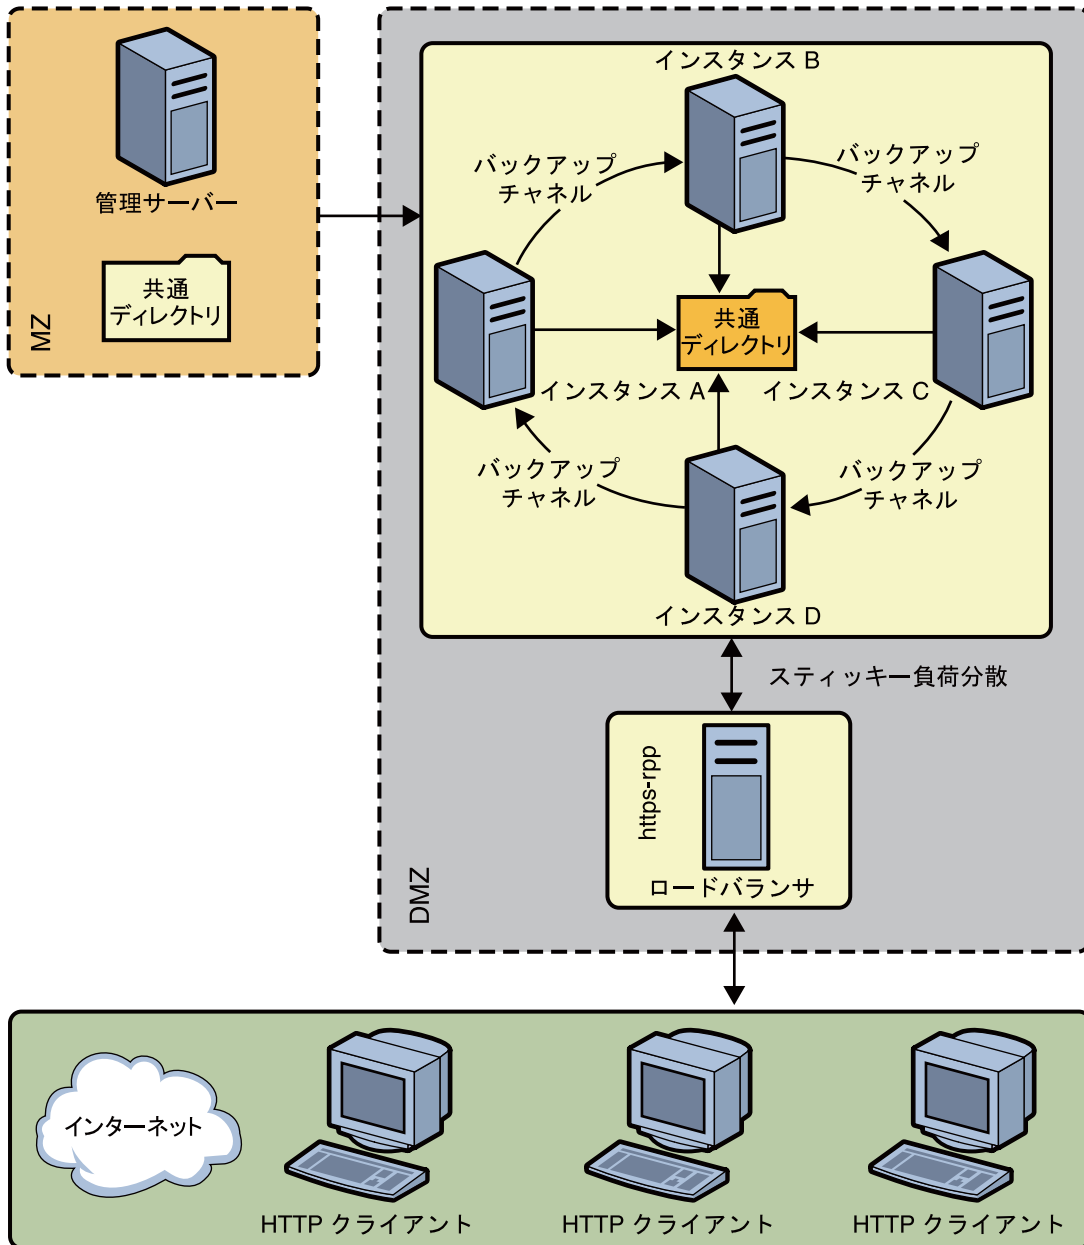 管理サーバー
共通
ディレクトリ
MZ
インスタンス B
バックアップ
チャネル
バックアップ
チャネル
共通
ディレクトリ
インスタンス A
インスタンス C
バックアップ
チャネル
バックアップ
チャネル
インスタンス D
スティッキー負荷分散
https-rpp
ロードバランサ
DMZ
インターネット
HTTP クライアント
HTTP クライアント
HTTP クライアント